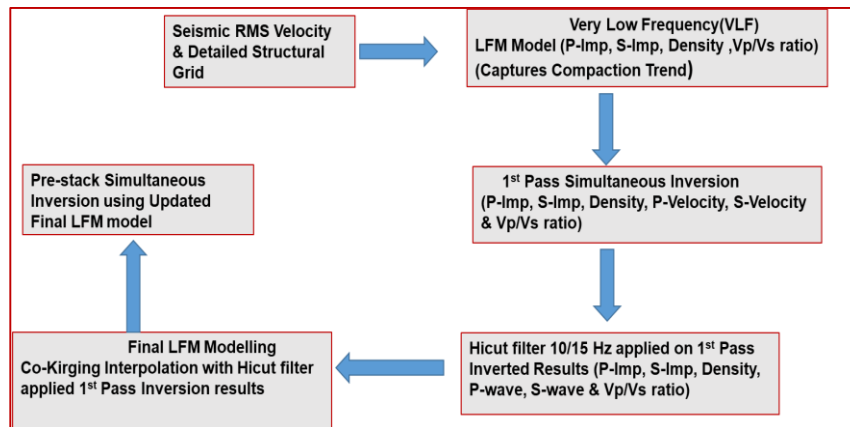 Seismic RMS Velocity
& Detailed Structural
Grid
Very Low Frequency(VLF)
LFM Model (P-Imp, S-Imp, Density ,Vp/Vs ratio)
(Captures Compaction Trend)
1st Pass Simultaneous Inversion
(P-Imp, S-Imp, Density, P-Velocity, S-Velocity
& Vp/Vs ratio)
Hicut filter 10/15 Hz applied on 1st Pass
Inverted Results (P-Imp, S-Imp, Density,
P-wave, S-wave & Vp/Vs ratio)
Final LFM Modelling
Co-Kirging Interpolation with Hicut filter
applied 1st Pass Inversion results
Pre-stack Simultaneous
Inversion using Updated
Final LFM model